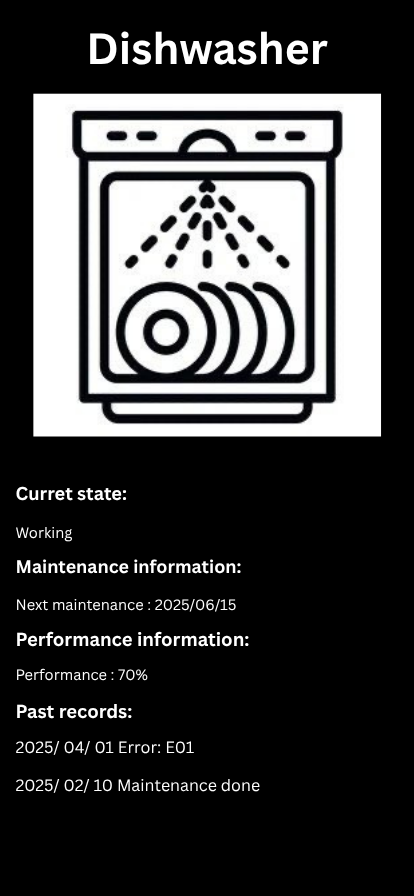 Dishwasher
Curret state:
Working
Maintenance information:
Next maintenance : 2025/06/15
Performance information:
Performance : 70%
Past records:
2025/ 04/ 01 Error: E01
2025/ 02/ 10 Maintenance done